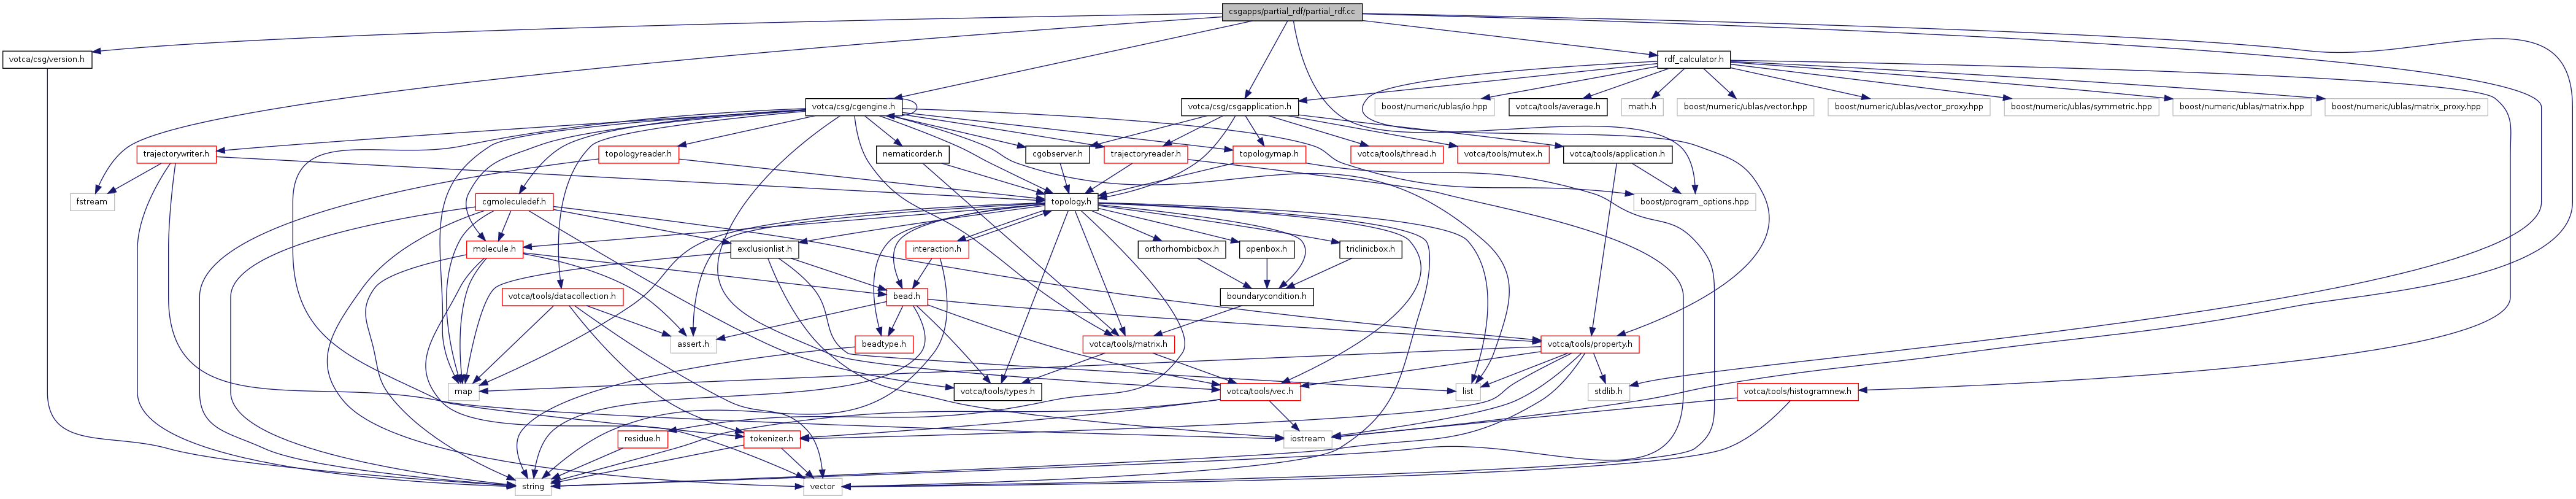 csgapps/partial_rdf/partial_rdf.cc
votca/csg/version.h
rdf_calculator.h
votca/csg/cgengine.h
votca/csg/csgapplication.h
boost/numeric/ublas/io.hpp
votca/tools/average.h
math.h
boost/numeric/ublas/vector.hpp
boost/numeric/ublas/vector_proxy.hpp
boost/numeric/ublas/symmetric.hpp
boost/numeric/ublas/matrix.hpp
boost/numeric/ublas/matrix_proxy.hpp
trajectorywriter.h
topologyreader.h
nematicorder.h
cgobserver.h
trajectoryreader.h
topologymap.h
votca/tools/thread.h
votca/tools/mutex.h
votca/tools/application.h
fstream
cgmoleculedef.h
topology.h
boost/program_options.hpp
molecule.h
exclusionlist.h
interaction.h
orthorhombicbox.h
openbox.h
triclinicbox.h
votca/tools/datacollection.h
bead.h
boundarycondition.h
assert.h
beadtype.h
votca/tools/matrix.h
votca/tools/property.h
map
votca/tools/types.h
votca/tools/vec.h
list
stdlib.h
votca/tools/histogramnew.h
residue.h
tokenizer.h
iostream
string
vector